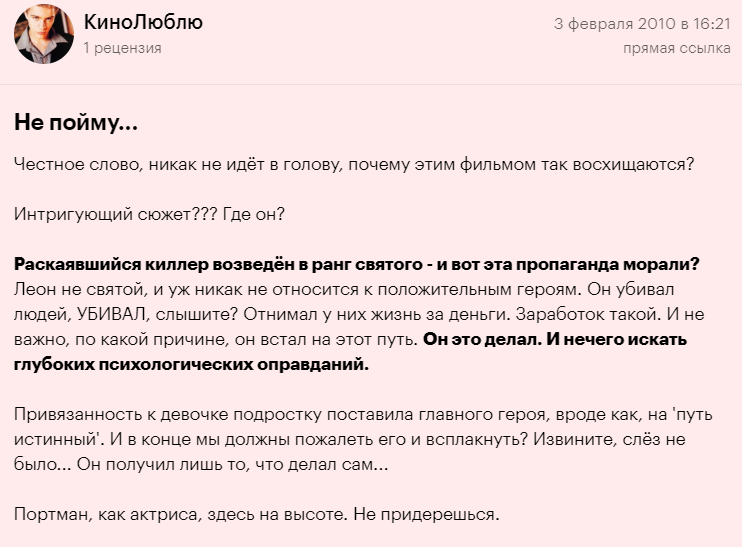 КиноЛюблю
3 февраля 2010 в 16:21
1 рецензия
прямая ссылка
Не пойму...
Честное слово, никак не идёт в голову, почему этим фильмом так восхищаются?
Интригующий сюжет??? Где он?
Раскаявшийся киллер возведён в ранг святого - и вот эта пропаганда морали?
Леон не святой, и уж никак не относится к положительным героям. Он убивал
людей, УБИВАЛ, слышите? Отнимал у них жизнь за деньги. Заработок такой. И не
важно, по какой причине, он встал на этот путь. Он это делал. И нечего искать
глубоких психологических оправданий.
Привязанность к девочке подростку поставила главного героя, вроде как, на 'путь
истинный'. И в конце мы должны пожалеть его и всплакнуть? Извините, слёз не
было... Он получил лишь то, что делал сам...
Портман, как актриса, здесь на высоте. Не придерешься.